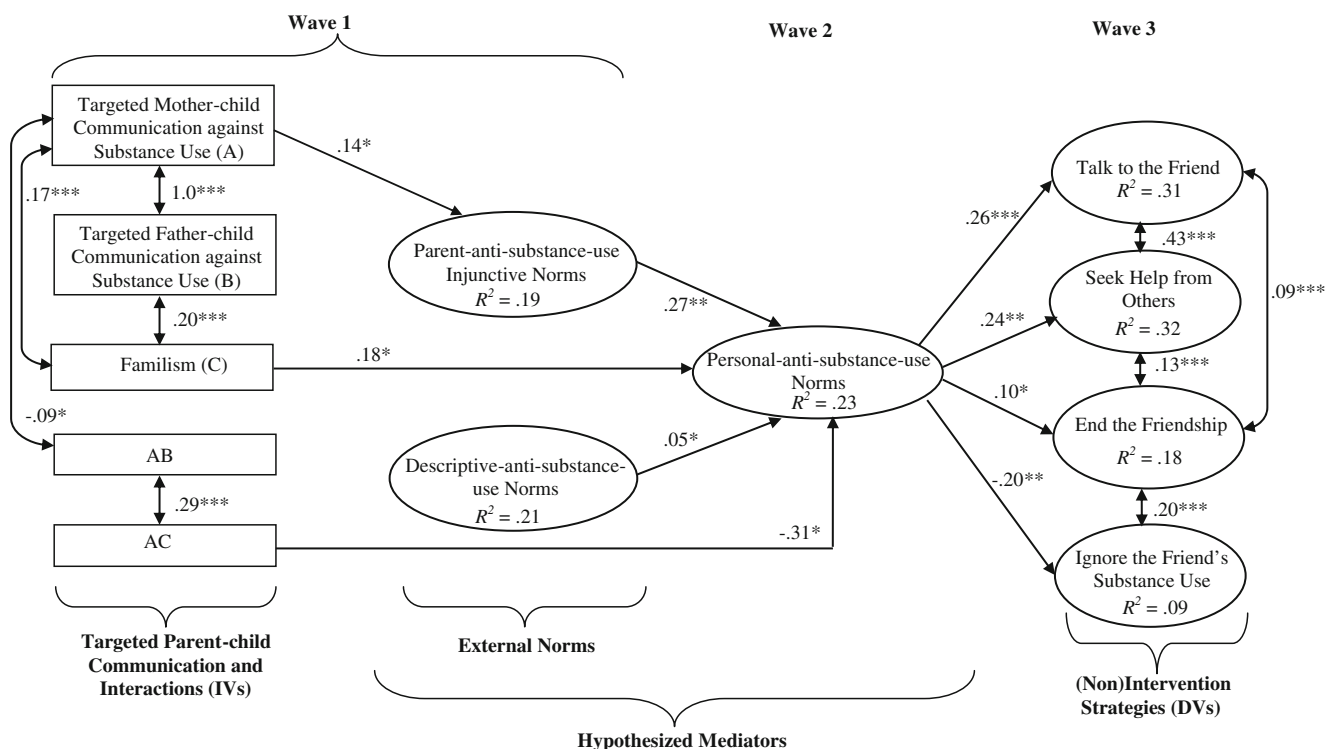 Wave 1
Wave 2
Wave 3
Targeted Mother-child
Communication against
Substance Use (A)
.14*
.17***
1.0***
Targeted Father-child
Communication against
Substance Use (B)
.20***
Familism (C)
-.09*
AB
.29***
AC
Parent-anti-substance-use
Injunctive Norms
R² = .19
.27**
.18*
Descriptive-anti-substance-
use Norms
R² = .21
.05*
-.31*
Personal-anti-substance-use
Norms
R² = .23
.26***
.24**
.10*
-.20**
Talk to the Friend
R² = .31
.43***
Seek Help from
Others
R² = .32
.09***
.13***
End the Friendship
R² = .18
.20***
Ignore the Friend's
Substance Use
R² = .09
Targeted Parent-child
Communication and
Interactions (IVs)
External Norms
(Non)Intervention
Strategies (DVs)
Hypothesized Mediators